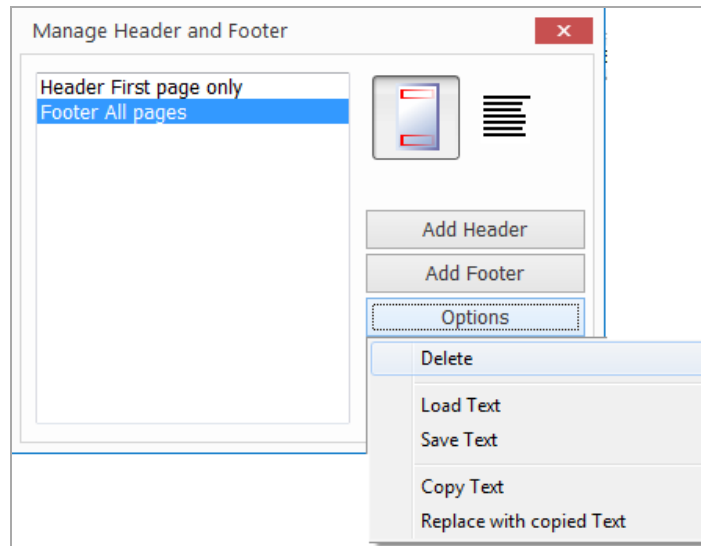 Manage Header and Footer
Header First page only
Footer All pages
Add Header
Add Footer
Options
Delete
Load Text
Save Text
Copy Text
Replace with copied Text